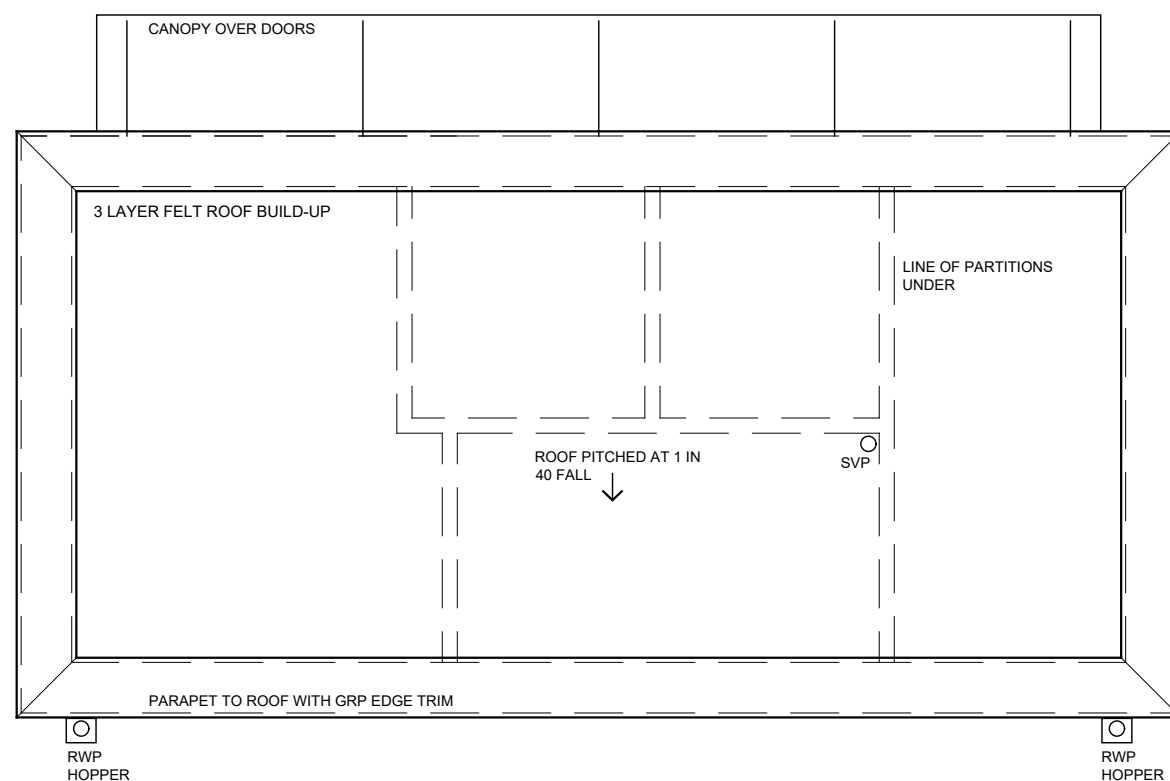 CANOPY OVER DOORS
3 LAYER FELT ROOF BUILD-UP
LINE OF PARTITIONS
UNDER
ROOF PITCHED AT 1 IN
40 FALL
SVP
PARAPET TO ROOF WITH GRP EDGE TRIM
RWP
HOPPER
RWP
HOPPER